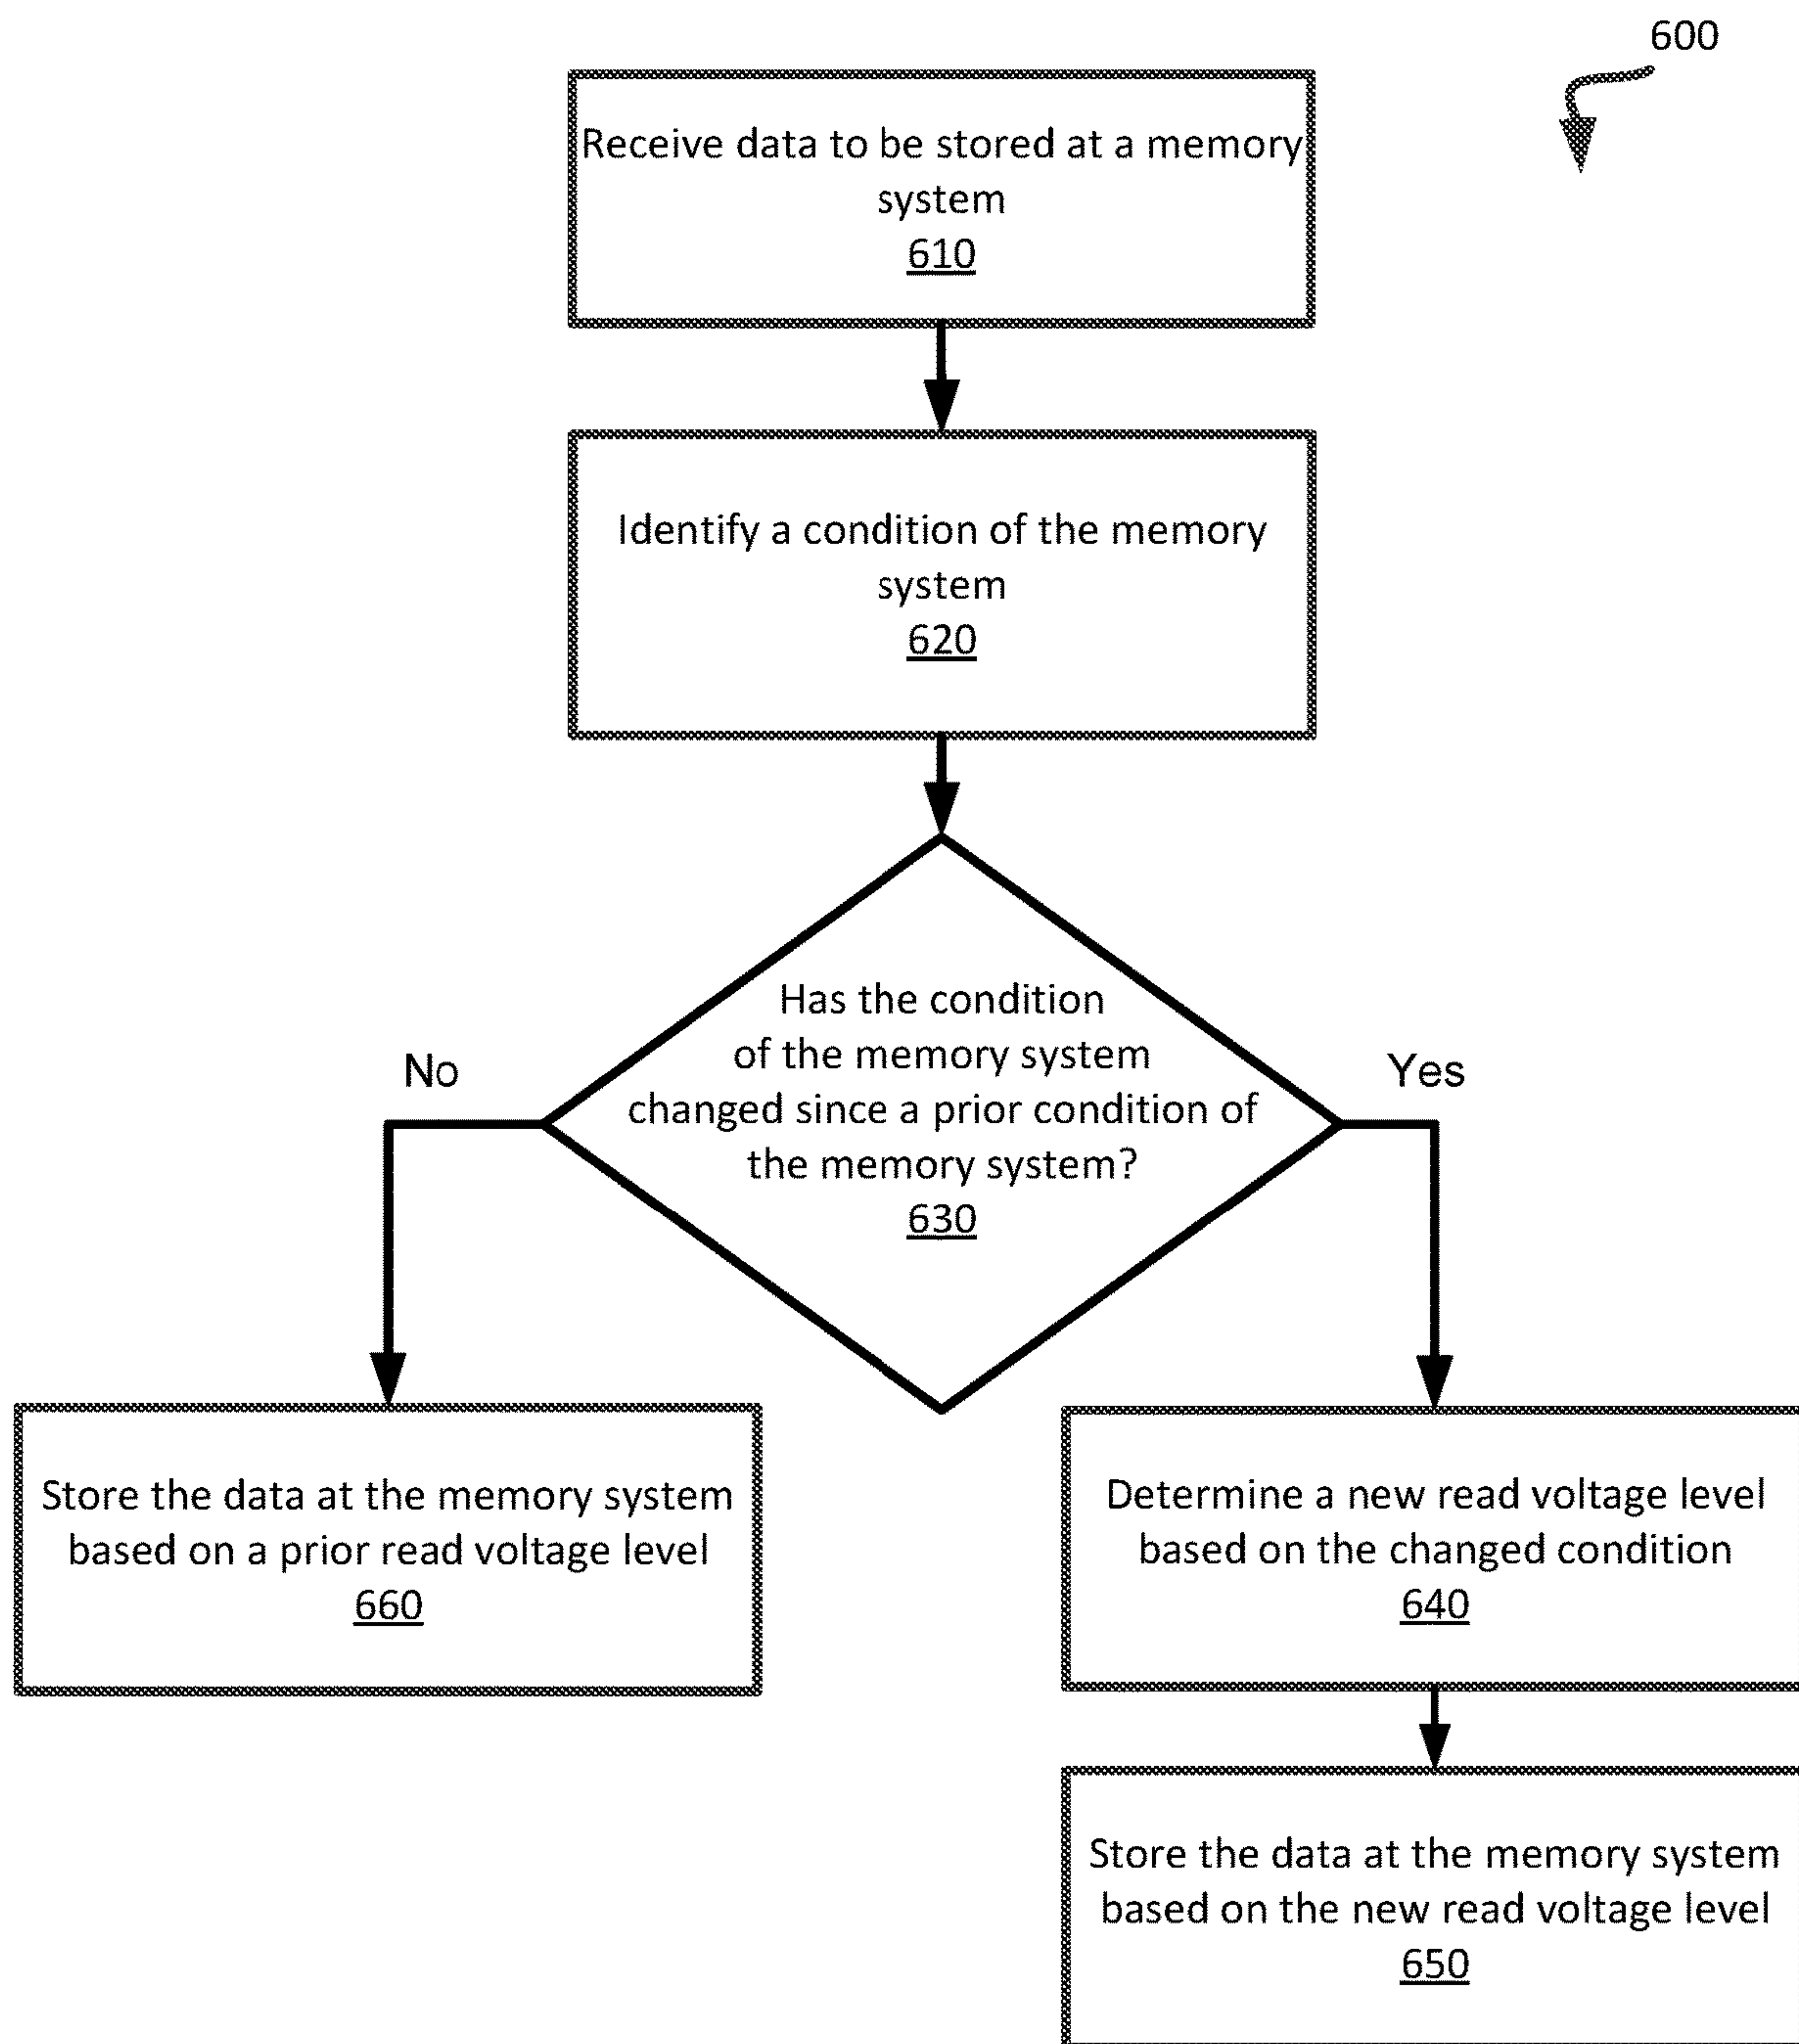 600
Receive data to be stored at a memory
system
610
Identify a condition of the memory
system
620
Has the condition
of the memory system
changed since a prior condition of
the memory system?
630
No
Yes
Store the data at the memory system
based on a prior read voltage level
660
Determine a new read voltage level
based on the changed condition
640
Store the data at the memory system
based on the new read voltage level
650